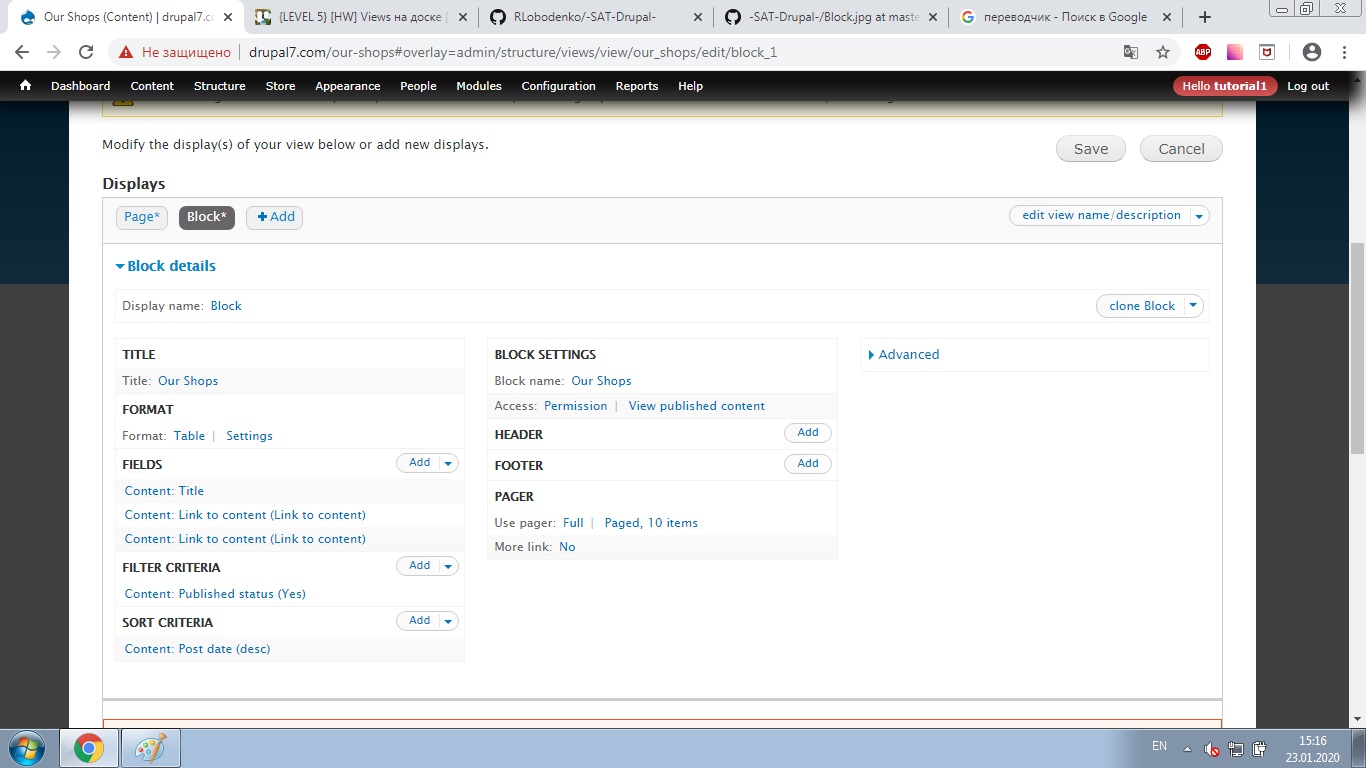 Our Shops (Content) | drupal7.co
{LEVEL 5} [HW] Views на доске [
RLobodenko/-SAT-Drupal-
-SAT-Drupal-/Block.jpg at maste
переводчик - Поиск в Google
Не защищено | drupal7.com/our-shops#overlay=admin/structure/views/view/our_shops/edit/block_1
ABP
Dashboard Content Structure Store Appearance People Modules Configuration Reports Help Hello tutorial1 Log out
Modify the display(s) of your view below or add new displays.
Save Cancel
Displays
Page* Block* Add edit view name/description
Block details
Display name: Block clone Block
TITLE
Title: Our Shops
FORMAT
Format: Table | Settings
FIELDS Add
Content: Title
Content: Link to content (Link to content)
Content: Link to content (Link to content)
FILTER CRITERIA Add
Content: Published status (Yes)
SORT CRITERIA Add
Content: Post date (desc)
BLOCK SETTINGS
Block name: Our Shops
Access: Permission | View published content
HEADER Add
FOOTER Add
PAGER
Use pager: Full | Paged, 10 items
More link: No
Advanced
EN
15:16
23.01.2020